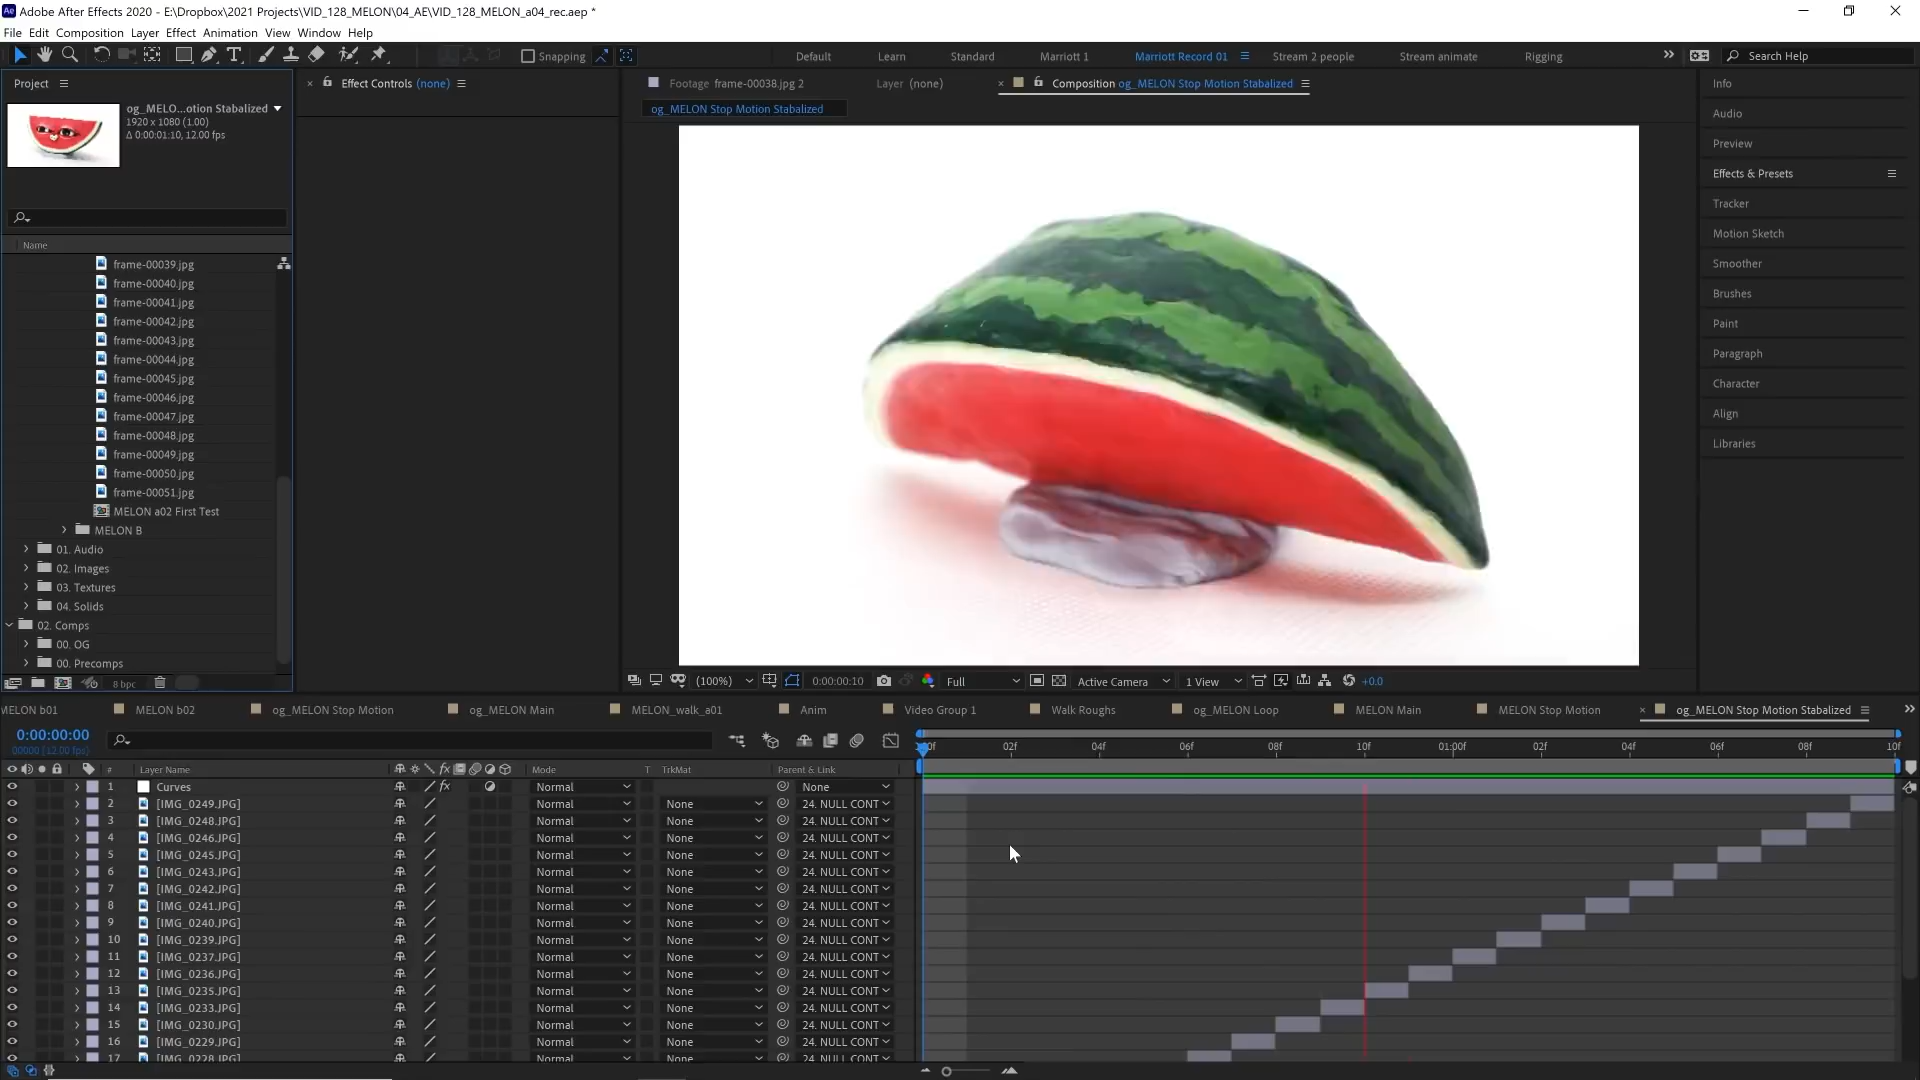 Adobe After Effects 2020 - E:\Dropbox\2021 Projects\VID_128_MELON\04_AE\VID_128_MELON_a04_rec.aep *
File Edit Composition Layer Effect Animation View Window Help
Snapping Default Learn Standard Marriott 1 Marriott Record 01 Stream 2 people Stream animate Rigging Search Help
Project Effect Controls (none) Footage frame-00038.jpg 2 Layer (none) Composition og_MELON Stop Motion Stabalized Info
og_MELO...otion Stabalized
1920 x 1080 (1.00)
Δ 0:00:01:10, 12.00 fps
og_MELON Stop Motion Stabalized
Audio
Preview
Effects & Presets
Tracker
Motion Sketch
Smoother
Brushes
Paint
Paragraph
Character
Align
Libraries
Name
frame-00039.jpg
frame-00040.jpg
frame-00041.jpg
frame-00042.jpg
frame-00043.jpg
frame-00044.jpg
frame-00045.jpg
frame-00046.jpg
frame-00047.jpg
frame-00048.jpg
frame-00049.jpg
frame-00050.jpg
frame-00051.jpg
MELON a02 First Test
MELON B
01. Audio
02. Images
03. Textures
04. Solids
02. Comps
00. OG
00. Precomps
8 bpc (100%) 0:00:00:10 Full Active Camera 1 View +0.0
MELON b01 MELON b02 og_MELON Stop Motion og_MELON Main MELON_walk_a01 Anim Video Group 1 Walk Roughs og_MELON Loop MELON Main MELON Stop Motion og_MELON Stop Motion Stabalized
0:00:00:00
00000 (12.00 fps)
:00f 02f 04f 06f 08f 10f 01:00f 02f 04f 06f 08f 10f
# Layer Name Mode T TrkMat Parent & Link
1 Curves Normal None
2 [IMG_0249.JPG] Normal None 24. NULL CONT
3 [IMG_0248.JPG] Normal None 24. NULL CONT
4 [IMG_0246.JPG] Normal None 24. NULL CONT
5 [IMG_0245.JPG] Normal None 24. NULL CONT
6 [IMG_0243.JPG] Normal None 24. NULL CONT
7 [IMG_0242.JPG] Normal None 24. NULL CONT
8 [IMG_0241.JPG] Normal None 24. NULL CONT
9 [IMG_0240.JPG] Normal None 24. NULL CONT
10 [IMG_0239.JPG] Normal None 24. NULL CONT
11 [IMG_0237.JPG] Normal None 24. NULL CONT
12 [IMG_0236.JPG] Normal None 24. NULL CONT
13 [IMG_0235.JPG] Normal None 24. NULL CONT
14 [IMG_0233.JPG] Normal None 24. NULL CONT
15 [IMG_0230.JPG] Normal None 24. NULL CONT
16 [IMG_0229.JPG] Normal None 24. NULL CONT
17 [IMG_0228.JPG] Normal None 24. NULL CONT